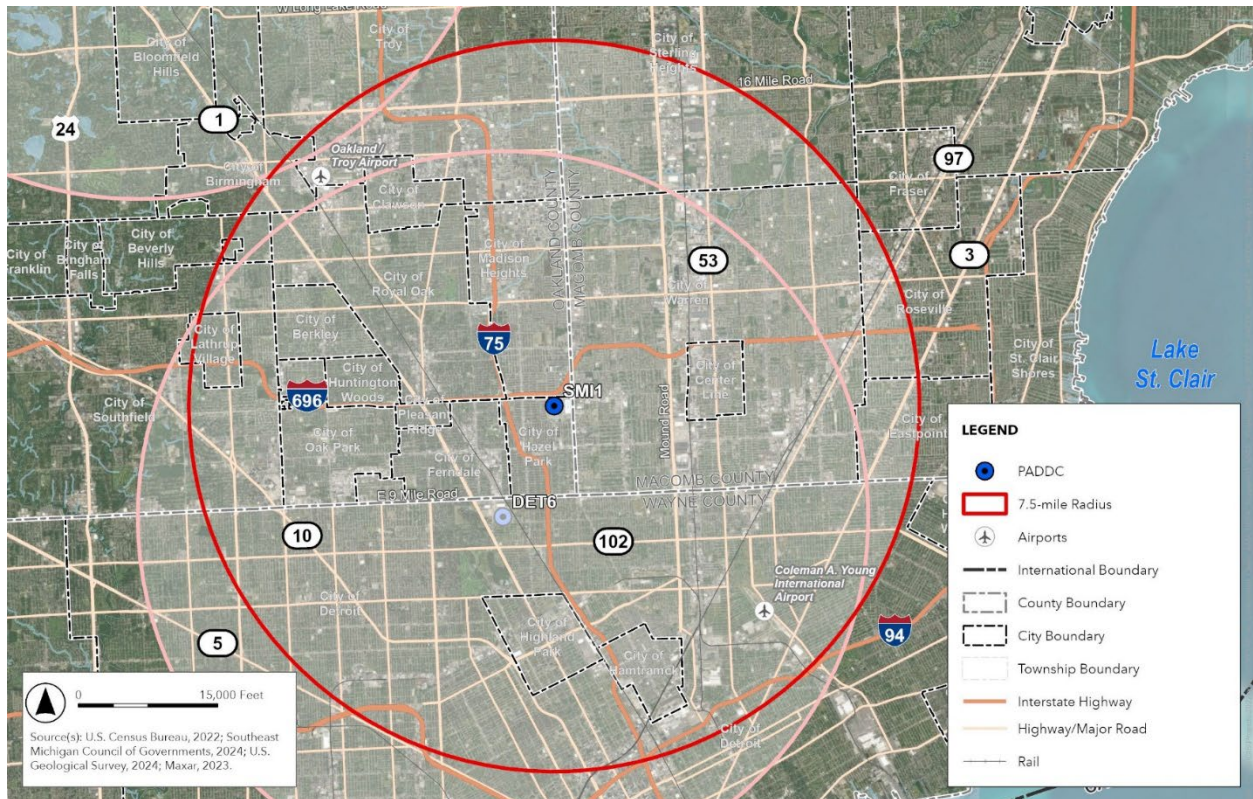 W Long Lake Road
City of
Bloomfield
Hills
City of
Troy
City of
Sterling
Heights
16 Mile Road
24
1
97
Oakland /
Troy Airport
City of
Birmingham
City of
Clawson
City of
Fraser
OAKLAND COUNTY
MACOMB COUNTY
City of
Franklin
City of
Bingham
Falls
City of
Beverly
Hills
City of
Madison
Heights
53
3
City of
Royal Oak
City of
Warren
City of
Roseville
City of
Berkley
City of
Lathrup
Village
75
City of
St. Clair
Shores
Lake
St. Clair
City of
Huntington
Woods
City of
Center
Line
696
SMI1
City of
Southfield
City of
Pleasant
Ridge
Mound Road
City of
Eastpointe
City of
Oak Park
City of
Hazel
Park
City of
Ferndale
E 9 Mile Road
MACOMB COUNTY
WAYNE COUNTY
DET6
10
102
Coleman A. Young
International
Airport
City of
Detroit
5
City of
Highland
Park
City of
Hamtramck
94
City of
Detroit
0 15,000 Feet
Source(s): U.S. Census Bureau, 2022; Southeast
Michigan Council of Governments, 2024; U.S.
Geological Survey, 2024; Maxar, 2023.
LEGEND
PADDC
7.5-mile Radius
Airports
International Boundary
County Boundary
City Boundary
Township Boundary
Interstate Highway
Highway/Major Road
Rail